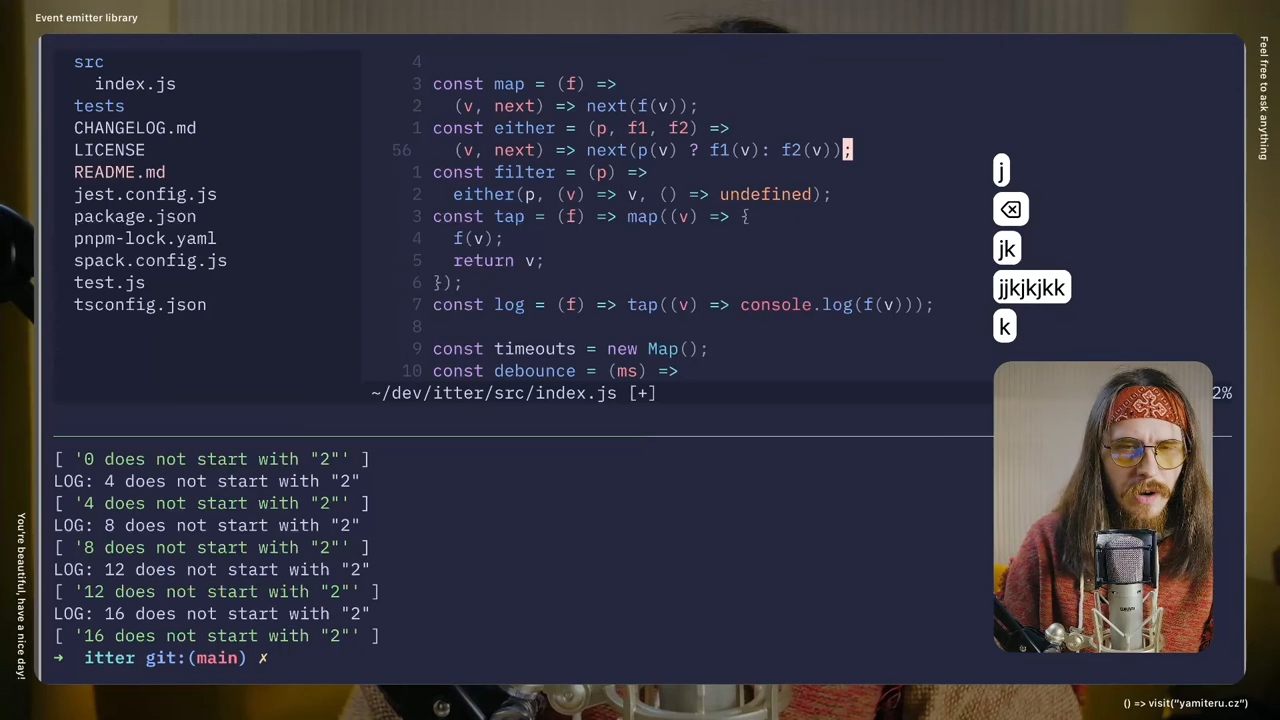 Event emitter library
Feel free to ask anything
src
index.js
tests
CHANGELOG.md
LICENSE
README.md
jest.config.js
package.json
pnpm-lock.yaml
spack.config.js
test.js
tsconfig.json
4
3 const map = (f) =>
2 (v, next) => next(f(v));
1 const either = (p, f1, f2) =>
56 (v, next) => next(p(v) ? f1(v): f2(v));
1 const filter = (p) =>
2 either(p, (v) => v, () => undefined);
3 const tap = (f) => map((v) => {
4 f(v);
5 return v;
6 });
7 const log = (f) => tap((v) => console.log(f(v)));
8
9 const timeouts = new Map();
10 const debounce = (ms) =>
~/dev/itter/src/index.js [+]
2%
j
jk
jjkjkjkk
k
[ '0 does not start with "2"' ]
LOG: 4 does not start with "2"
[ '4 does not start with "2"' ]
LOG: 8 does not start with "2"
[ '8 does not start with "2"' ]
LOG: 12 does not start with "2"
[ '12 does not start with "2"' ]
LOG: 16 does not start with "2"
[ '16 does not start with "2"' ]
→ itter git:(main) ✗
You're beautiful, have a nice day!
() => visit("yamiteru.cz")